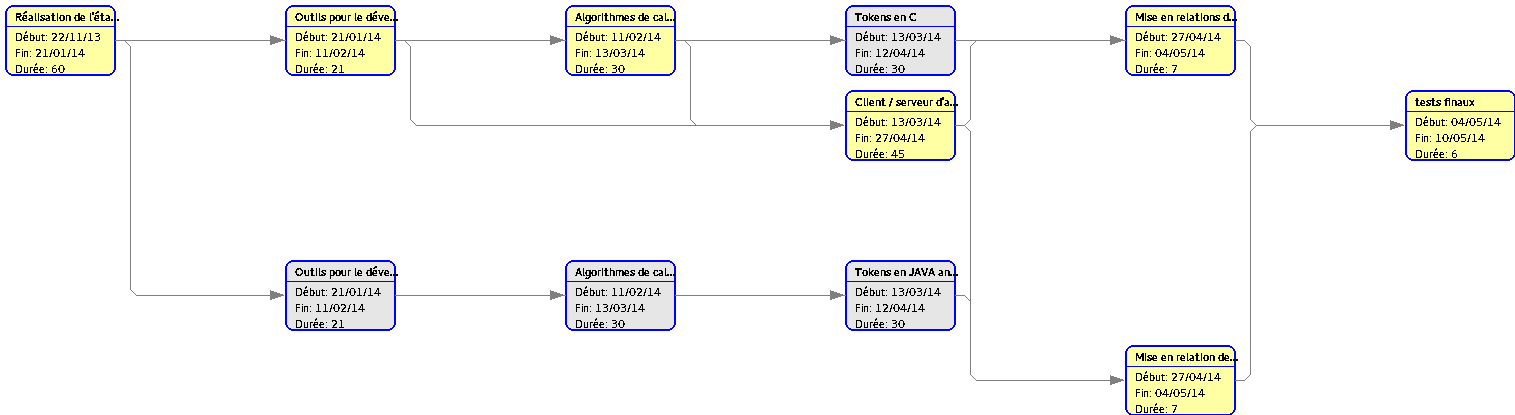 Réalisation de l'éta...
Début: 22/11/13
Fin: 21/01/14
Durée: 60
Outils pour le déve...
Début: 21/01/14
Fin: 11/02/14
Durée: 21
Algorithmes de cal...
Début: 11/02/14
Fin: 13/03/14
Durée: 30
Tokens en C
Début: 13/03/14
Fin: 12/04/14
Durée: 30
Mise en relations d...
Début: 27/04/14
Fin: 04/05/14
Durée: 7
Client / serveur d'a...
Début: 13/03/14
Fin: 27/04/14
Durée: 45
tests finaux
Début: 04/05/14
Fin: 10/05/14
Durée: 6
Outils pour le déve...
Début: 21/01/14
Fin: 11/02/14
Durée: 21
Algorithmes de cal...
Début: 11/02/14
Fin: 13/03/14
Durée: 30
Tokens en JAVA an...
Début: 13/03/14
Fin: 12/04/14
Durée: 30
Mise en relation de...
Début: 27/04/14
Fin: 04/05/14
Durée: 7